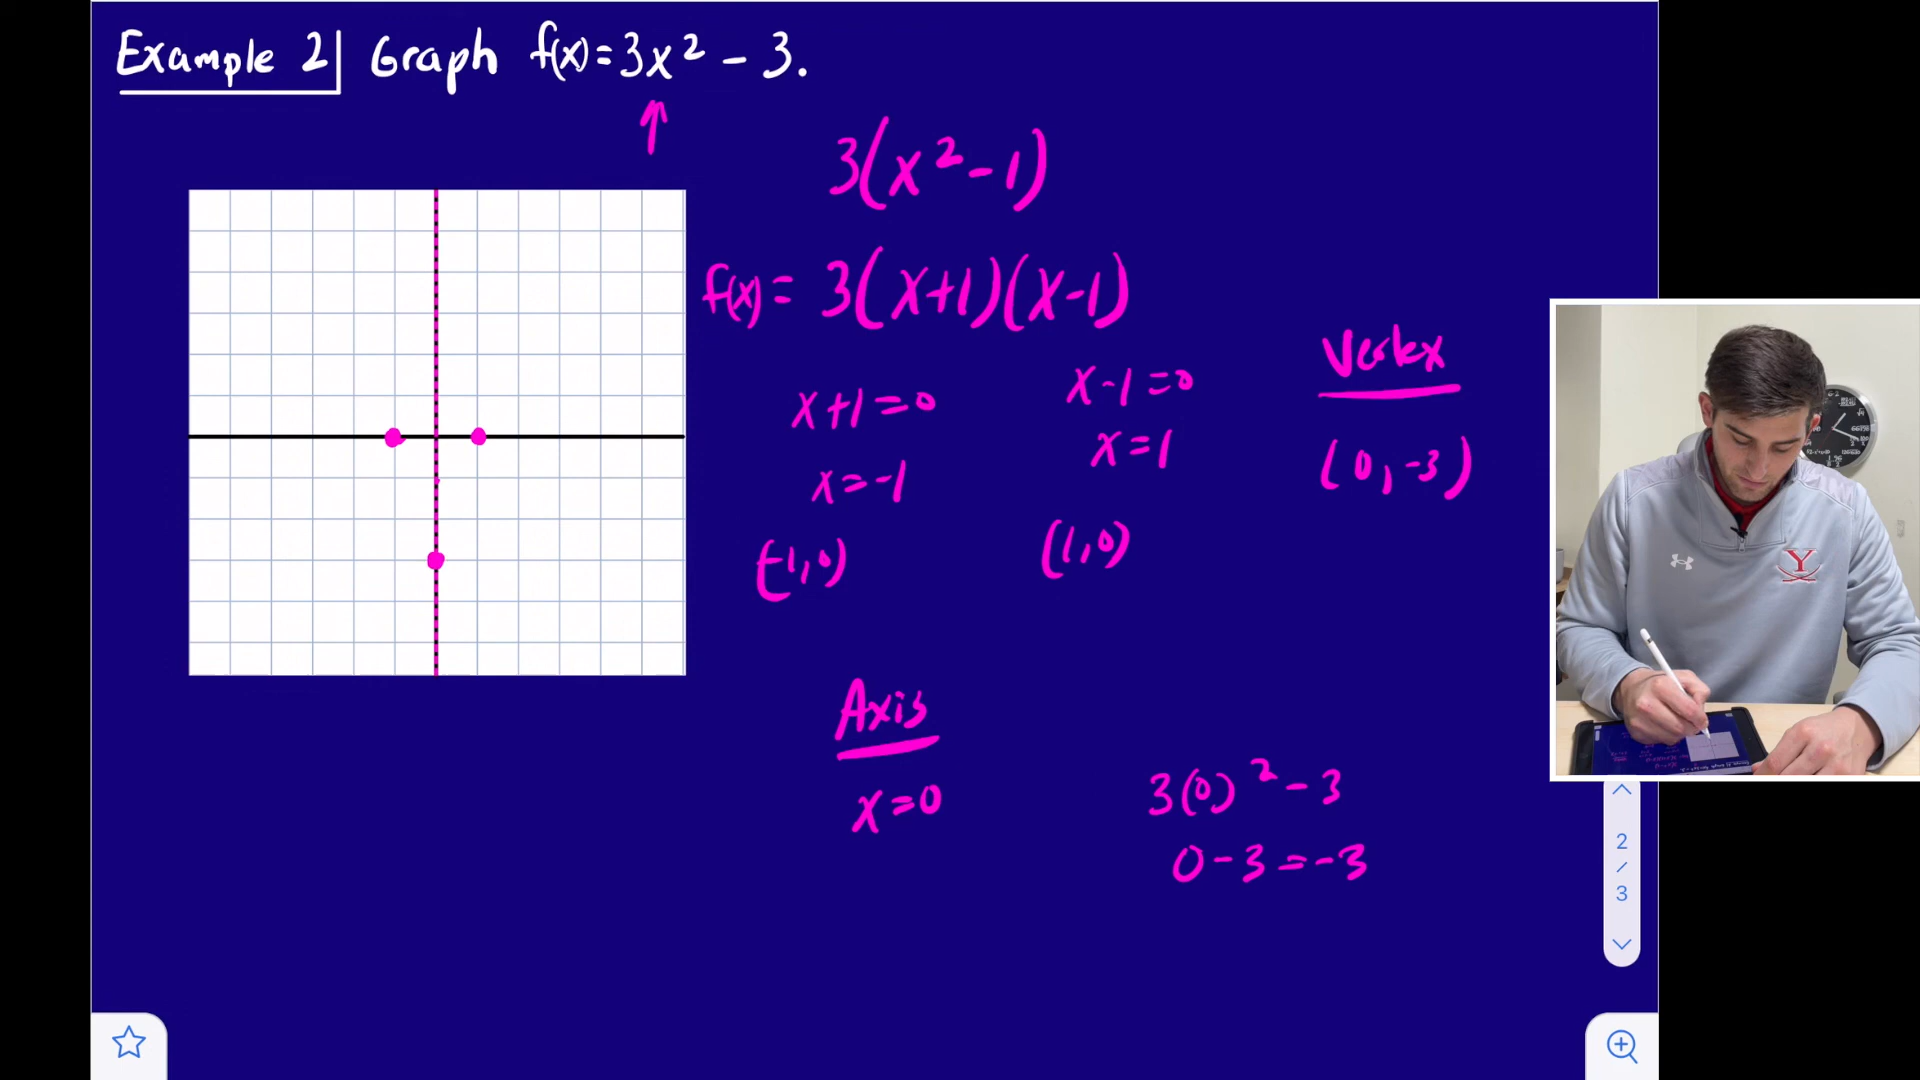 Example 2 Graph f(x)=3x² - 3.
3(x²-1)
f(x)= 3(x+1)(x-1)
x+1=0
x=-1
(-1,0)
x-1=0
x=1
(1,0)
Vertex
(0,-3)
Axis
x=0
3(0)²-3
0-3=-3
Y
2
/
3